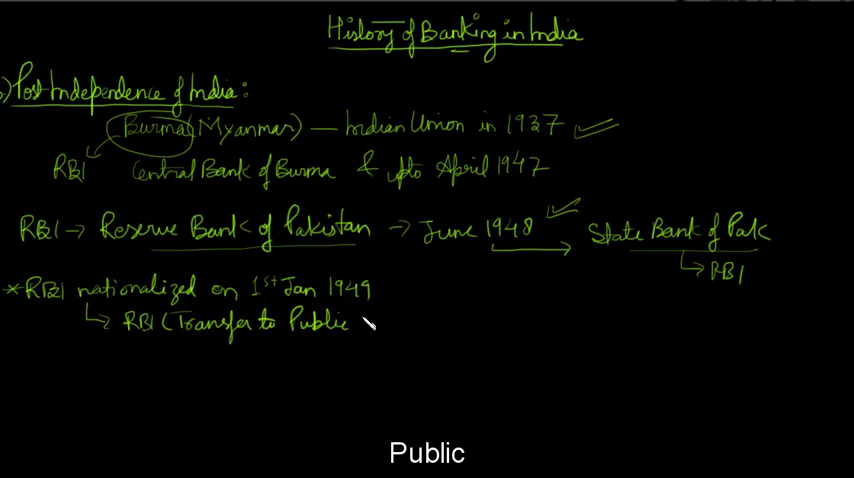 History of Banking in India
.) Post Independence of India:
Burma (Myanmar) — Indian Union in 1937
RBI Central Bank of Burma & upto April 1947
RBI → Reserve Bank of Pakistan → June 1948 → State Bank of Pak
→ RBI
* RBI nationalized on 1st Jan 1949
→ RBI (Transfer to Public
Public